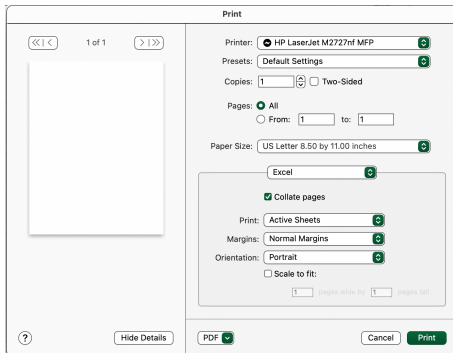 Print
1 of 1
Printer: HP LaserJet M2727nf MFP
Presets: Default Settings
Copies: 1 Two-Sided
Pages: All
From: 1 to: 1
Paper Size: US Letter 8.50 by 11.00 inches
Excel
Collate pages
Print: Active Sheets
Margins: Normal Margins
Orientation: Portrait
Scale to fit:
1 pages wide by 1 pages tall
? Hide Details PDF Cancel Print